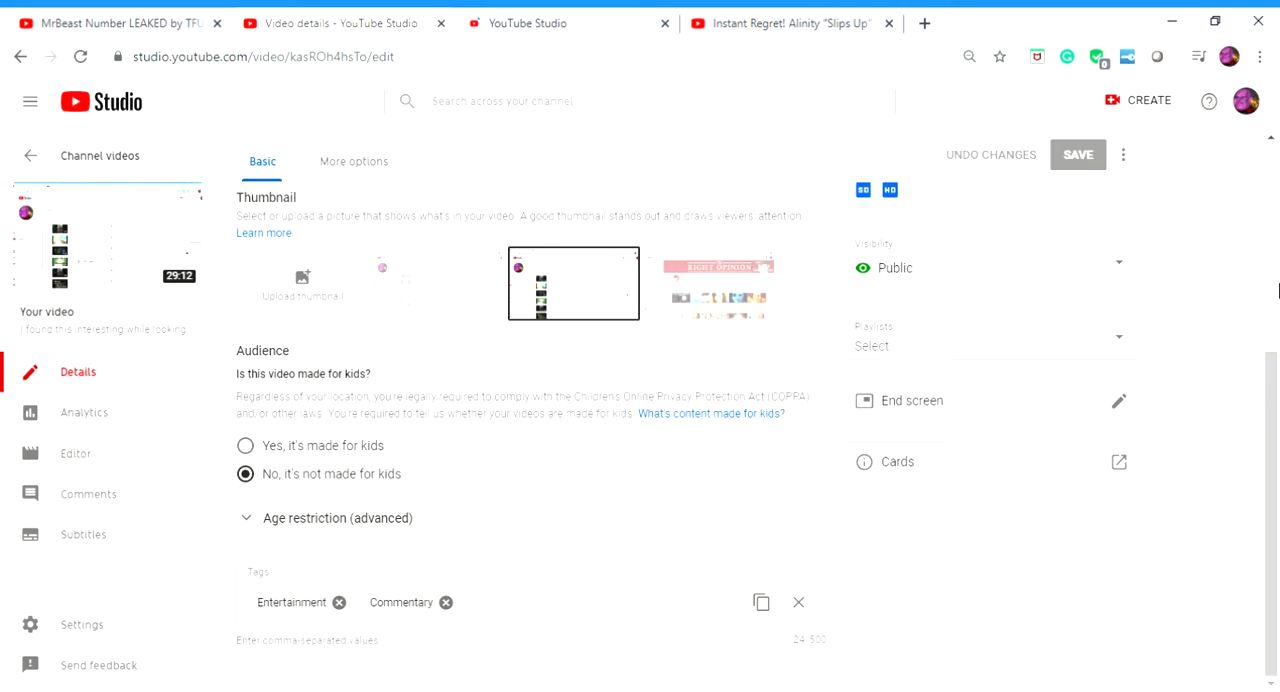 MrBeast Number LEAKED by TFU
Video details - YouTube Studio
YouTube Studio
Instant Regret! Alinity "Slips Up"
studio.youtube.com/video/kasROh4hsTo/edit
0
Studio
Search across your channel
CREATE
Channel videos
Basic
More options
UNDO CHANGES
SAVE
29:12
Your video
I found this interesting while looking
Details
Analytics
Editor
Comments
Subtitles
Settings
Send feedback
Thumbnail
Select or upload a picture that shows what's in your video. A good thumbnail stands out and draws viewers' attention.
Learn more
Upload thumbnail
RIGHT OPINION
Audience
Is this video made for kids?
Regardless of your location, you're legally required to comply with the Children's Online Privacy Protection Act (COPPA)
and/or other laws. You're required to tell us whether your videos are made for kids. What's content made for kids?
Yes, it's made for kids
No, it's not made for kids
Age restriction (advanced)
Tags
Entertainment
Commentary
Enter comma-separated values
24 500
SD HD
Visibility
Public
Playlists
Select
End screen
Cards